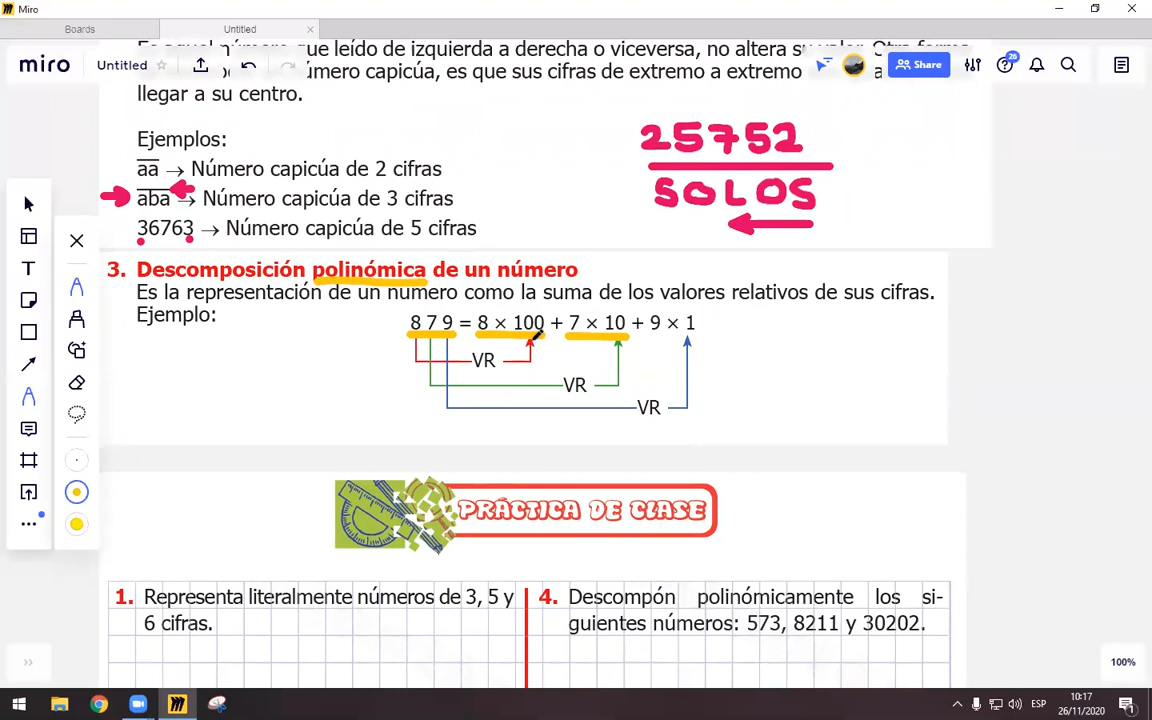 Miro
Boards
Untitled
miro
Untitled
Share
26
Es aquel número que leído de izquierda a derecha o viceversa, no altera su valor. Otra forma
número capicúa, es que sus cifras de extremo a extremo
llegar a su centro.
Ejemplos:
aa → Número capicúa de 2 cifras
aba → Número capicúa de 3 cifras
36763 → Número capicúa de 5 cifras
25752
SOLOS
3. Descomposición polinómica de un número
Es la representación de un número como la suma de los valores relativos de sus cifras.
Ejemplo:
8 7 9 = 8 × 100 + 7 × 10 + 9 × 1
VR
VR
VR
PRÁCTICA DE CLASE
1. Representa literalmente números de 3, 5 y
6 cifras.
4. Descompón polinómicamente los si-
guientes números: 573, 8211 y 30202.
100%
ESP
10:17
26/11/2020
1